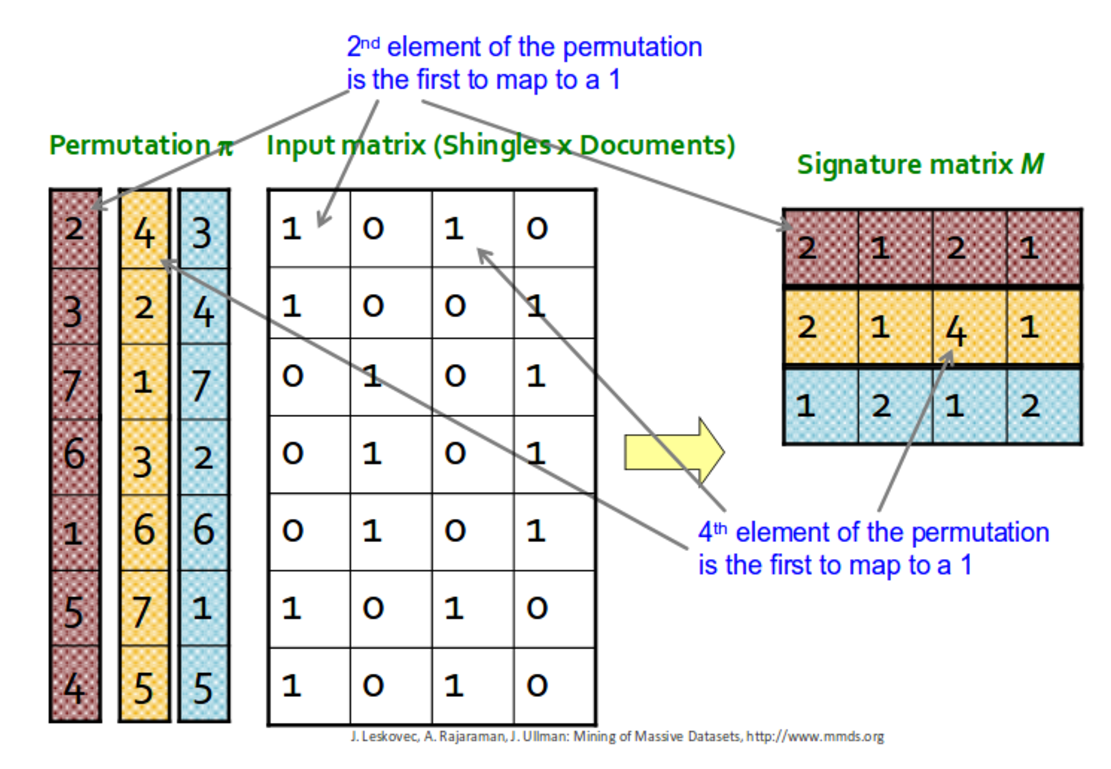 2nd element of the permutation
is the first to map to a 1
Permutation π
Input matrix (Shingles x Documents)
Signature matrix M
2 4 3 1 0 1 0
3 2 4 1 0 0 1
7 1 7 0 1 0 1
6 3 2 0 1 0 1
1 6 6 0 1 0 1
5 7 1 1 0 1 0
4 5 5 1 0 1 0
2 1 2 1
2 1 4 1
1 2 1 2
4th element of the permutation
is the first to map to a 1
J. Leskovec, A. Rajaraman, J. Ullman: Mining of Massive Datasets, http://www.mmds.org